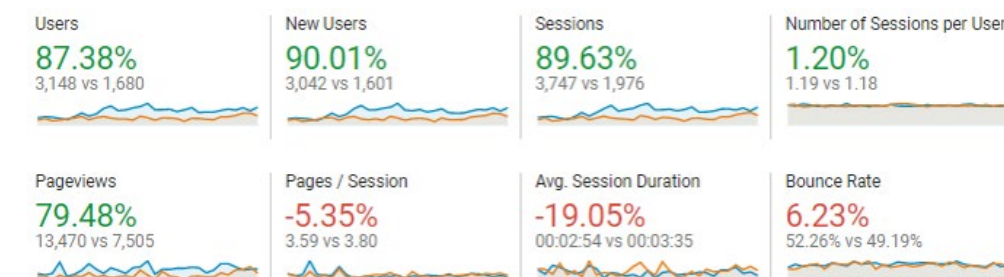 Users
87.38%
3,148 vs 1,680
New Users
90.01%
3,042 vs 1,601
Sessions
89.63%
3,747 vs 1,976
Number of Sessions per User
1.20%
1.19 vs 1.18
Pageviews
79.48%
13,470 vs 7,505
Pages / Session
-5.35%
3.59 vs 3.80
Avg. Session Duration
-19.05%
00:02:54 vs 00:03:35
Bounce Rate
6.23%
52.26% vs 49.19%